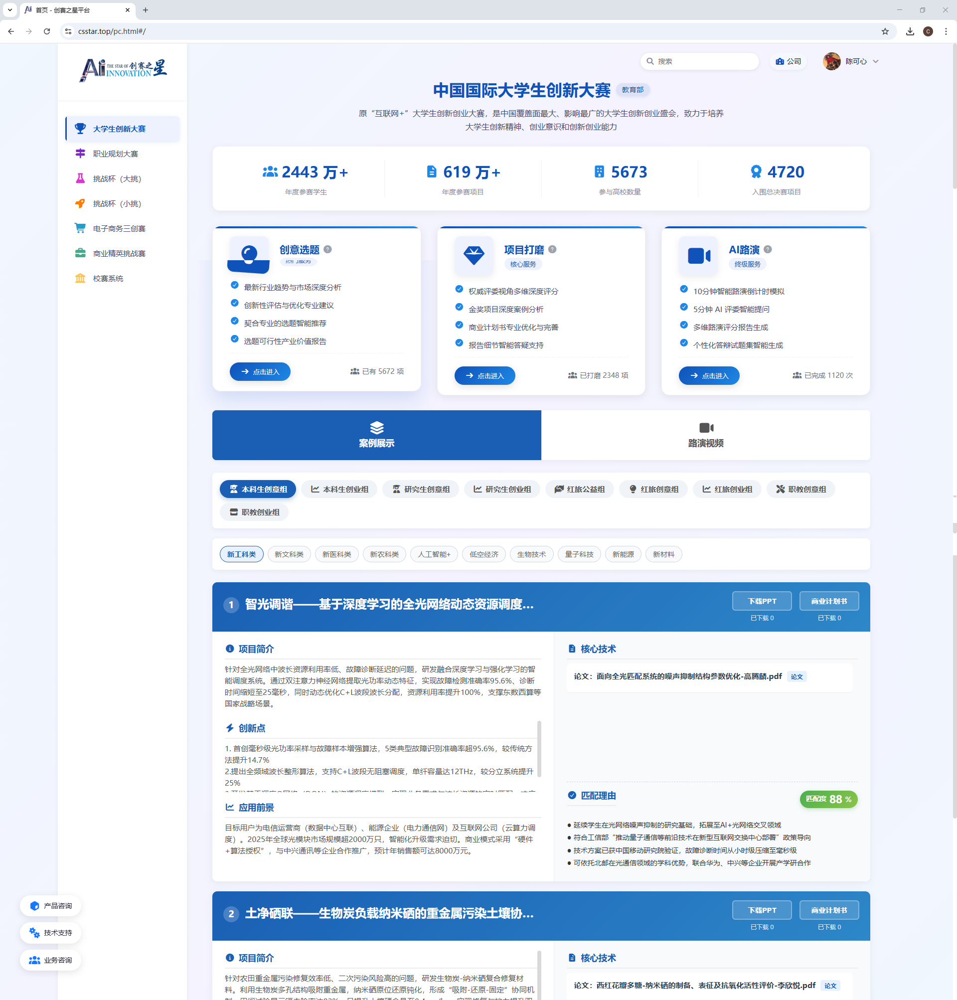 首页 - 创赛之星平台
csstar.top/pc.html#/
C
Ai THE STAR OF INNOVATION 创赛之星
搜索
公司
陈可心
大学生创新大赛
职业规划大赛
挑战杯（大挑）
挑战杯（小挑）
电子商务三创赛
商业精英挑战赛
校赛系统
中国国际大学生创新大赛 教育部
原“互联网+”大学生创新创业大赛，是中国覆盖面最大、影响最广的大学生创新创业盛会，致力于培养
大学生创新精神、创业意识和创新创业能力
2443 万+
年度参赛学生
619 万+
年度参赛项目
5673
参与高校数量
4720
入围总决赛项目
创意选题 ?
热门服务
最新行业趋势与市场深度分析
创新性评估与优化专业建议
契合专业的选题智能推荐
选题可行性产业价值报告
点击进入
已有 5672 项
项目打磨 ?
核心服务
权威评委视角多维深度评分
金奖项目深度案例分析
商业计划书专业优化与完善
报告细节智能答疑支持
点击进入
已打磨 2348 项
AI路演 ?
终级服务
10分钟智能路演倒计时模拟
5分钟 AI 评委智能提问
多维路演评分报告生成
个性化答辩试题集智能生成
点击进入
已完成 1120 次
案例展示
路演视频
本科生创意组 本科生创业组 研究生创意组 研究生创业组 红旅公益组 红旅创意组 红旅创业组 职教创意组
职教创业组
新工科类 新文科类 新医科类 新农科类 人工智能+ 低空经济 生物技术 量子科技 新能源 新材料
1 智光调谐——基于深度学习的全光网络动态资源调度...
下载PPT
已下载 0
商业计划书
已下载 0
项目简介
针对全光网络中波长资源利用率低、故障诊断延迟的问题，研发融合深度学习与强化学习的智
能调度系统。通过双注意力神经网络提取光功率动态特征，实现故障检测准确率95.6%、诊断
时间缩短至25毫秒，同时动态优化C+L波段波长分配，资源利用率提升100%，支撑东数西算等
国家战略场景。
创新点
1. 首创毫秒级光功率采样与故障样本增强算法，5类典型故障识别准确率超95.6%，较传统方
法提升14.7%
2.提出全频域波长整形算法，支持C+L波段无阻塞调度，单纤容量达12THz，较分立系统提升
25%
应用前景
目标用户为电信运营商（数据中心互联）、能源企业（电力通信网）及互联网公司（云算力调
度）。2025年全球光模块市场规模超2000万只，智能化升级需求迫切。商业模式采用“硬件
+算法授权”，与中兴通讯等企业合作推广，预计年销售额可达8000万元。
核心技术
论文：面向全光匹配系统的噪声抑制结构参数优化-高腾麟.pdf 论文
匹配理由
匹配度 88 %
● 延续学生在光网络噪声抑制的研究基础，拓展至AI+光网络交叉领域
● 符合工信部“推动量子通信等前沿技术在新型互联网交换中心部署”政策导向
● 技术方案已获中国移动研究院验证，故障诊断时间从小时级压缩至毫秒级
● 可依托北邮在光通信领域的学科优势，联合华为、中兴等企业开展产学研合作
2 土净硒联——生物炭负载纳米硒的重金属污染土壤协...
下载PPT
已下载 0
商业计划书
已下载 0
项目简介
针对农田重金属污染修复效率低、二次污染风险高的问题，研发生物炭-纳米硒复合修复材
料。利用生物炭多孔结构吸附重金属，纳米硒原位还原钝化，形成“吸附-还原-固定”协同机
核心技术
论文：西红花瓣多糖-纳米硒的制备、表征及抗氧化活性评价-李欣悦.pdf 论文
产品咨询
技术支持
业务咨询